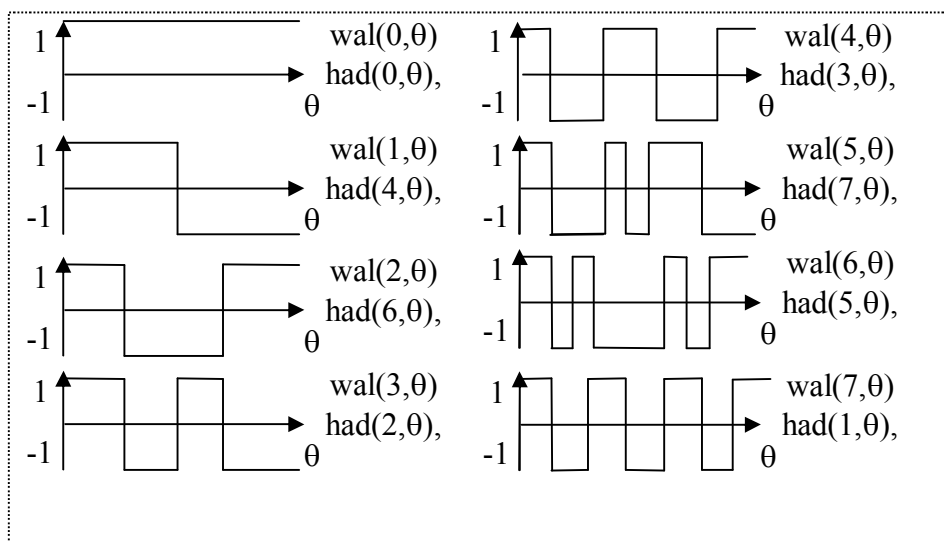 1
wal(0,θ)
had(0,θ),
-1
θ
1
wal(1,θ)
had(4,θ),
-1
θ
1
wal(2,θ)
had(6,θ),
-1
θ
1
wal(3,θ)
had(2,θ),
-1
θ
1
wal(4,θ)
had(3,θ),
-1
θ
1
wal(5,θ)
had(7,θ),
-1
θ
1
wal(6,θ)
had(5,θ),
-1
θ
1
wal(7,θ)
had(1,θ),
-1
θ